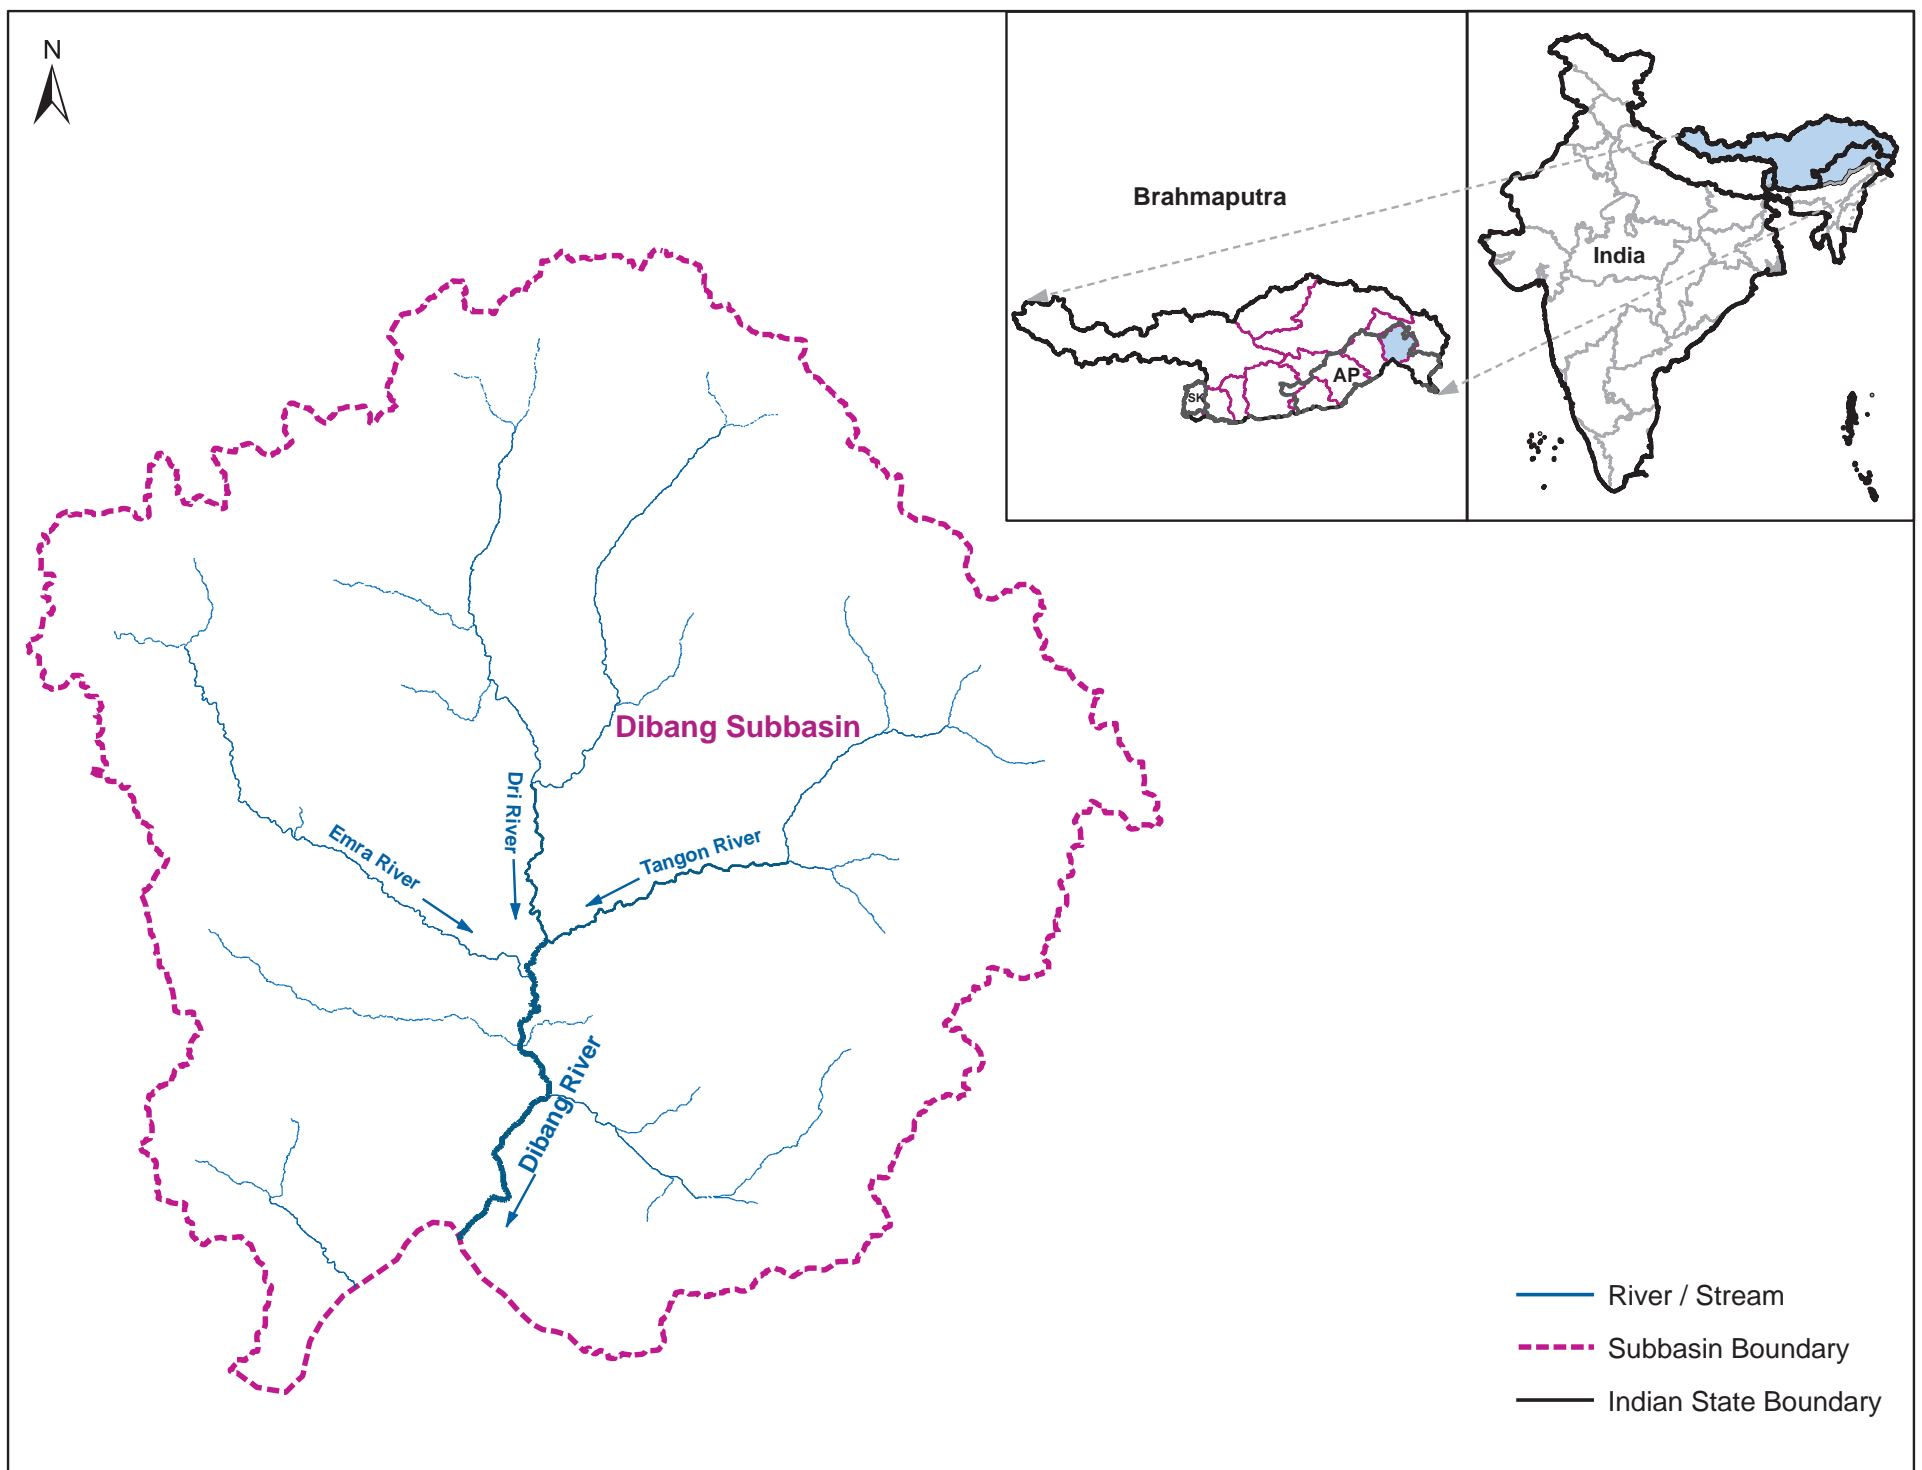 N
Brahmaputra
India
AP
SK
Dibang Subbasin
Dri River
Emra River
Tangon River
Dibang River
River / Stream
Subbasin Boundary
Indian State Boundary